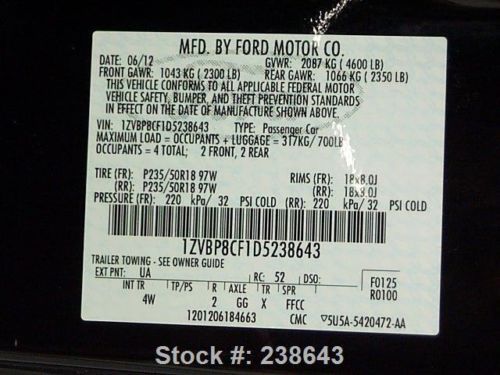 MFD. BY FORD MOTOR CO.
DATE: 06/12 GVWR: 2087 KG (4600 LB)
FRONT GAWR: 1043 KG (2300 LB) REAR GAWR: 1066 KG (2350 LB)
THIS VEHICLE CONFORMS TO ALL APPLICABLE FEDERAL MOTOR
VEHICLE SAFETY, BUMPER, AND THEFT PREVENTION STANDARDS
IN EFFECT ON THE DATE OF MANUFACTURE SHOWN ABOVE.
VIN: 1ZVBP8CF1D5238643 TYPE: Passenger Car
MAXIMUM LOAD = OCCUPANTS + LUGGAGE = 317KG/700LB
OCCUPANTS = 4 TOTAL; 2 FRONT, 2 REAR
TIRE (FR): P235/50R18 97W RIMS (FR): 18x8.0J
(RR): P235/50R18 97W (RR): 18x8.0J
PRESSURE (FR): 220 kPa/ 32 PSI COLD (RR): 220 kPa/ 32 PSI COLD
1ZVBP8CF1D5238643
TRAILER TOWING - SEE OWNER GUIDE
EXT PNT: UA RC: 52 DSO: F0125
INT TR TP/PS R AXLE TR SPR R0100
4W 2 GG X FFCC
1201206184663 CMC ▽5U5A-5420472-AA
Stock #: 238643